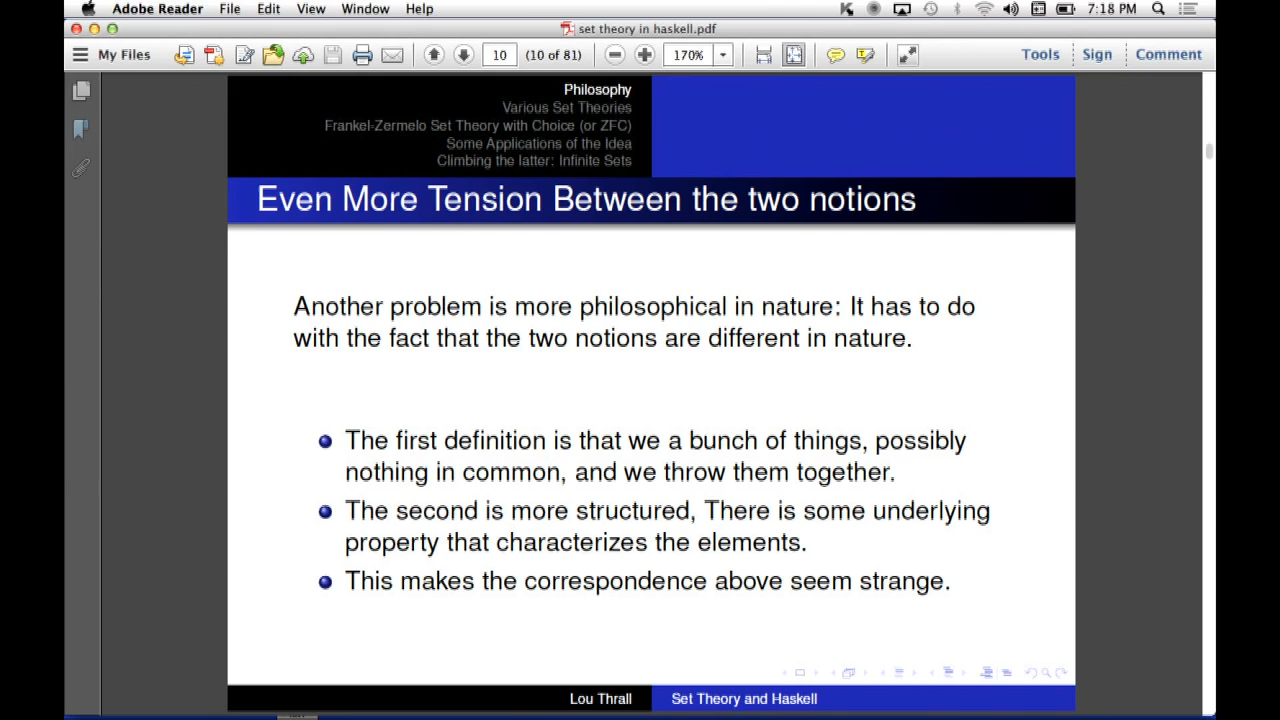 Adobe Reader File Edit View Window Help 7:18 PM
set theory in haskell.pdf
My Files 10 (10 of 81) 170% Tools Sign Comment
Philosophy
Various Set Theories
Frankel-Zermelo Set Theory with Choice (or ZFC)
Some Applications of the Idea
Climbing the latter: Infinite Sets
Even More Tension Between the two notions
Another problem is more philosophical in nature: It has to do
with the fact that the two notions are different in nature.
The first definition is that we a bunch of things, possibly
nothing in common, and we throw them together.
The second is more structured, There is some underlying
property that characterizes the elements.
This makes the correspondence above seem strange.
Lou Thrall Set Theory and Haskell